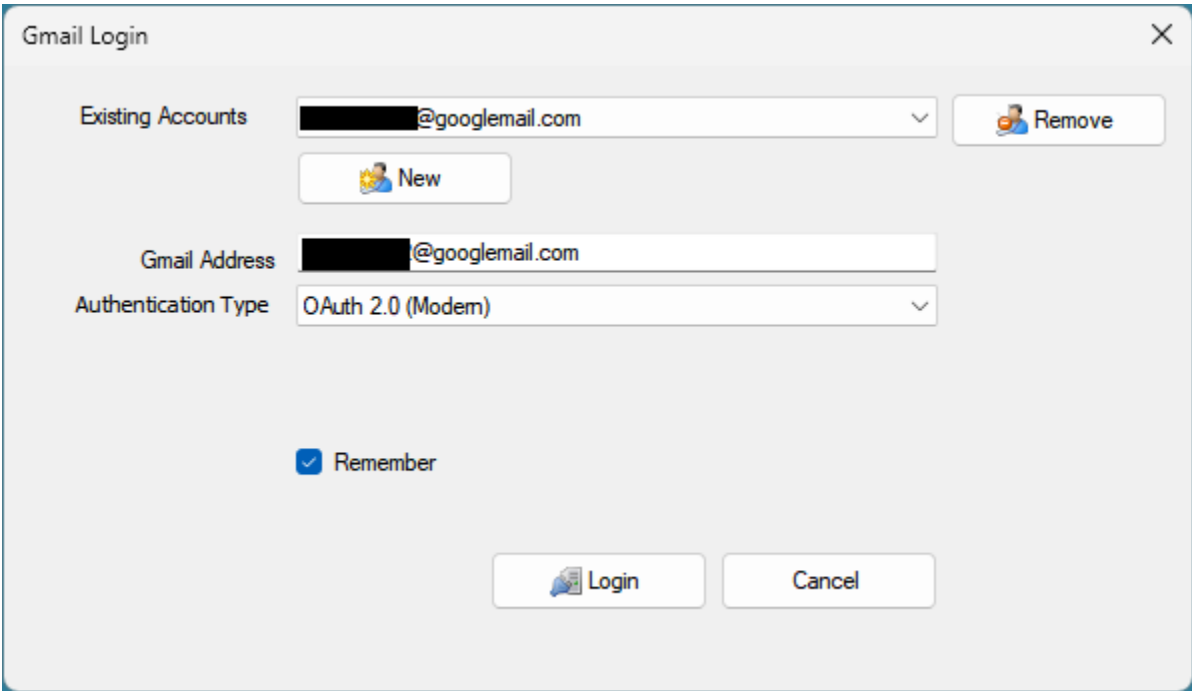 Gmail Login
Existing Accounts
@googlemail.com
Remove
New
Gmail Address
@googlemail.com
Authentication Type
OAuth 2.0 (Modern)
Remember
Login
Cancel